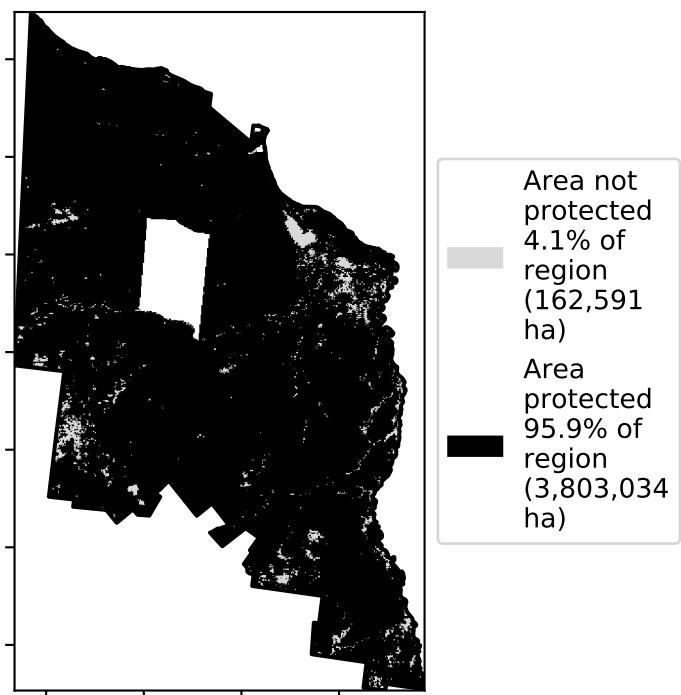 Area not
protected
4.1% of
region
(162,591
ha)
Area
protected
95.9% of
region
(3,803,034
ha)